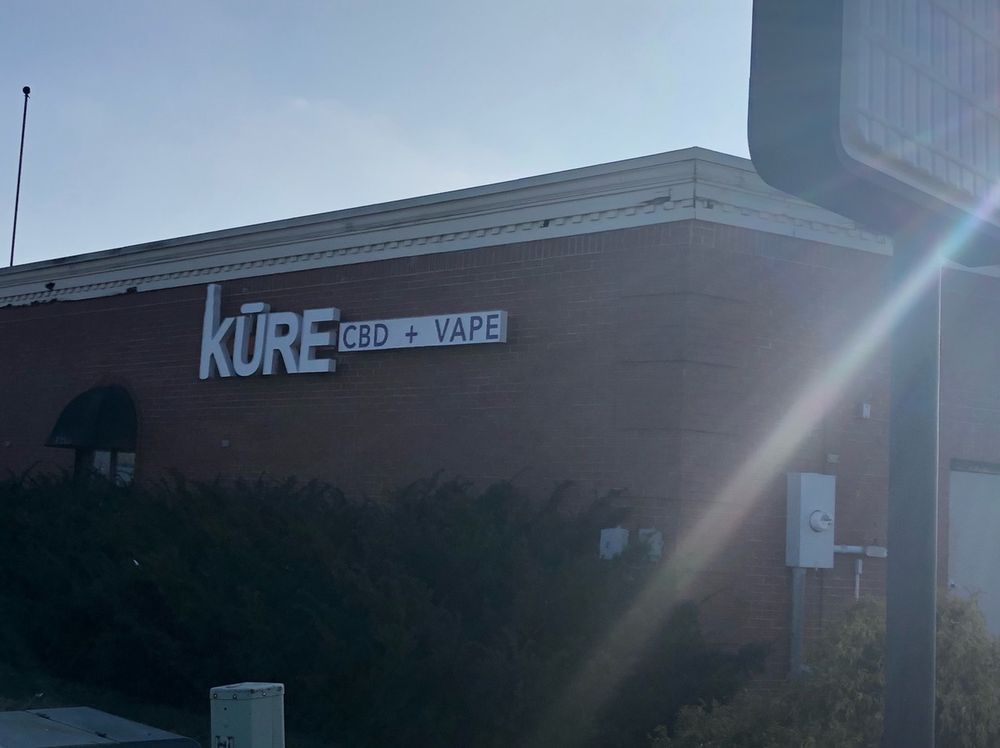 kŪRE CBD + VAPE